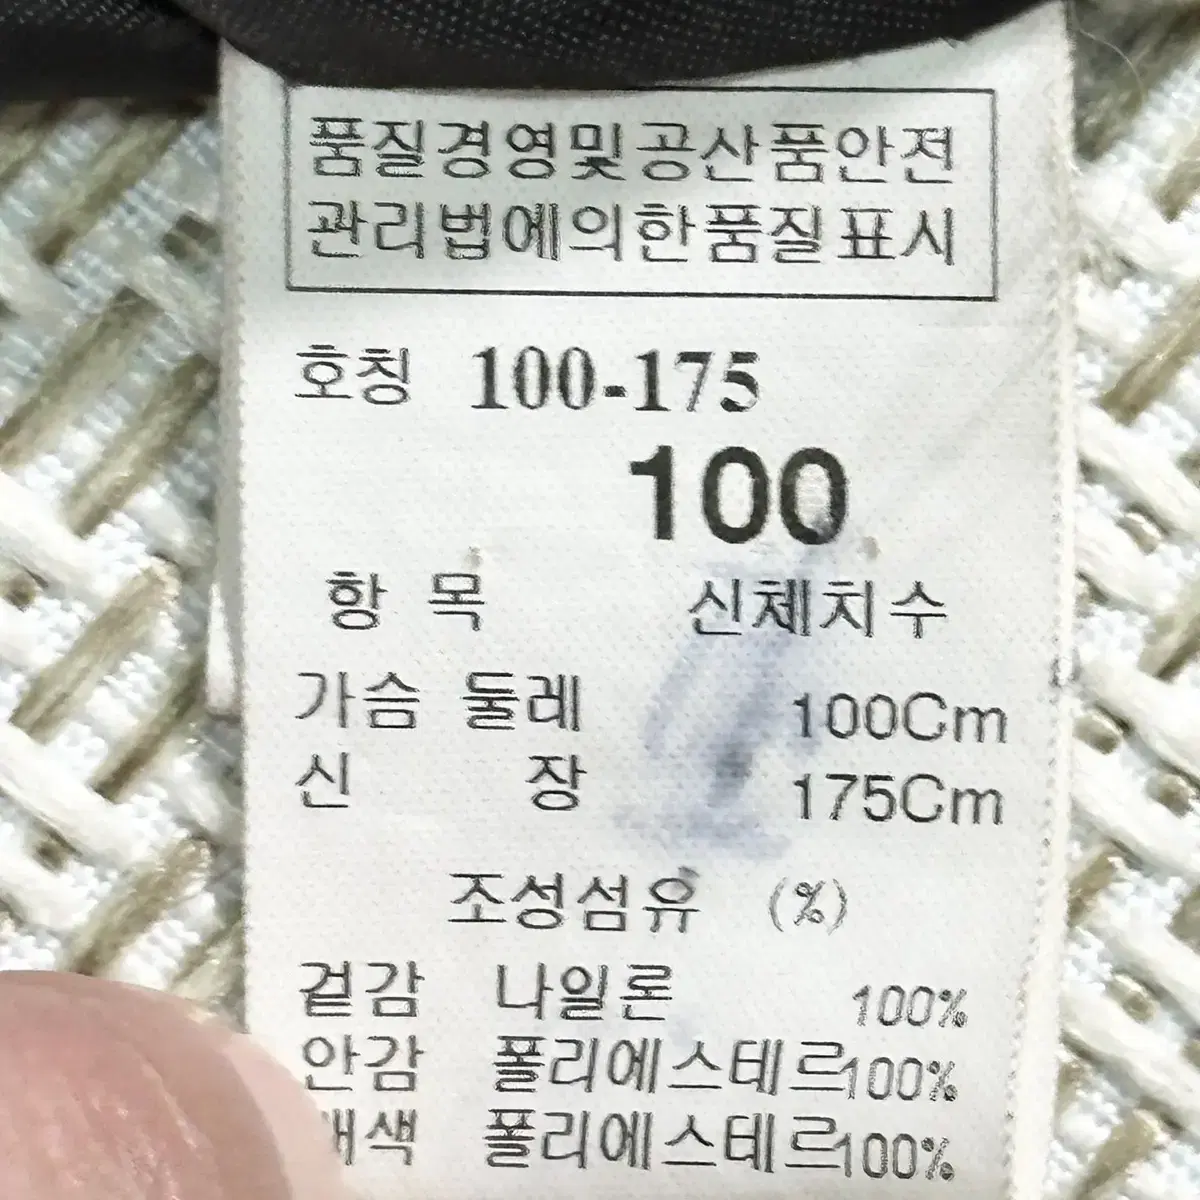 품질경영및공산품안전
관리법에의한품질표시
호칭 100-175
100
항 목 신체치수
가슴 둘레 100Cm
신 장 175Cm
조성섬유 (%)
겉감 나일론 100%
안감 폴리에스테르100%
폴리에스테르100%